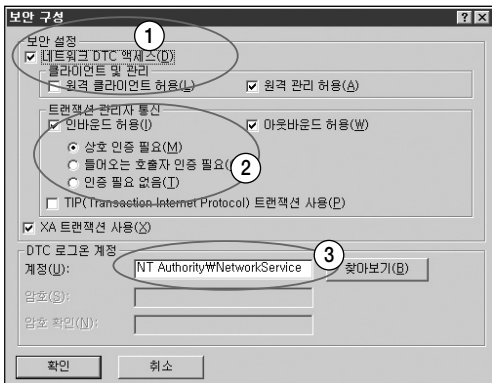 보안 구성
보안 설정
1
네트워크 DTC 액세스(D)
클라이언트 및 관리
원격 클라이언트 허용(L)
원격 관리 허용(A)
트랜잭션 관리자 통신
인바운드 허용(I)
아웃바운드 허용(W)
상호 인증 필요(M)
들어오는 호출자 인증 필요(
2
인증 필요 없음(T)
TIP(Transaction Internet Protocol) 트랜잭션 사용(P)
XA 트랜잭션 사용(X)
DTC 로그온 계정
3
계정(U):
NT Authority₩NetworkService
찾아보기(B)
암호(S):
암호 확인(N):
확인
취소